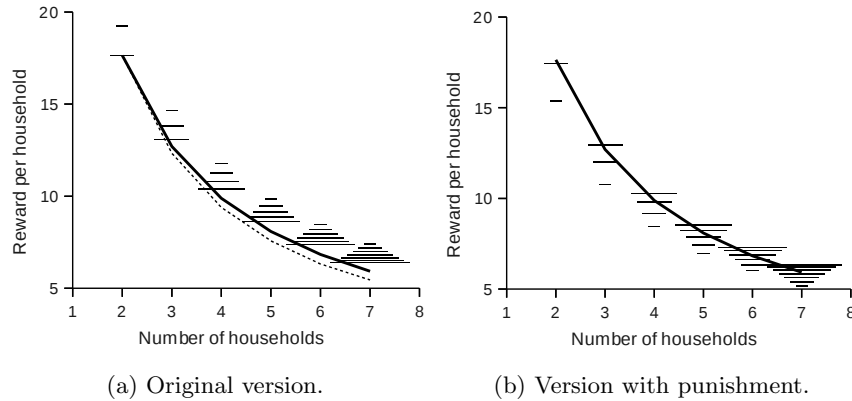 20
15
10
5
Reward per household
1 2 3 4 5 6 7 8
Number of households
(a) Original version.
20
15
10
5
Reward per household
1 2 3 4 5 6 7 8
Number of households
(b) Version with punishment.